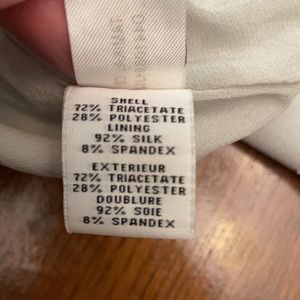 SHELL
72% TRIACETATE
28% POLYESTER
LINING
92% SILK
8% SPANDEX
EXTERIEUR
72% TRIACETATE
28% POLYESTER
DOUBLURE
92% SOIE
8% SPANDEX